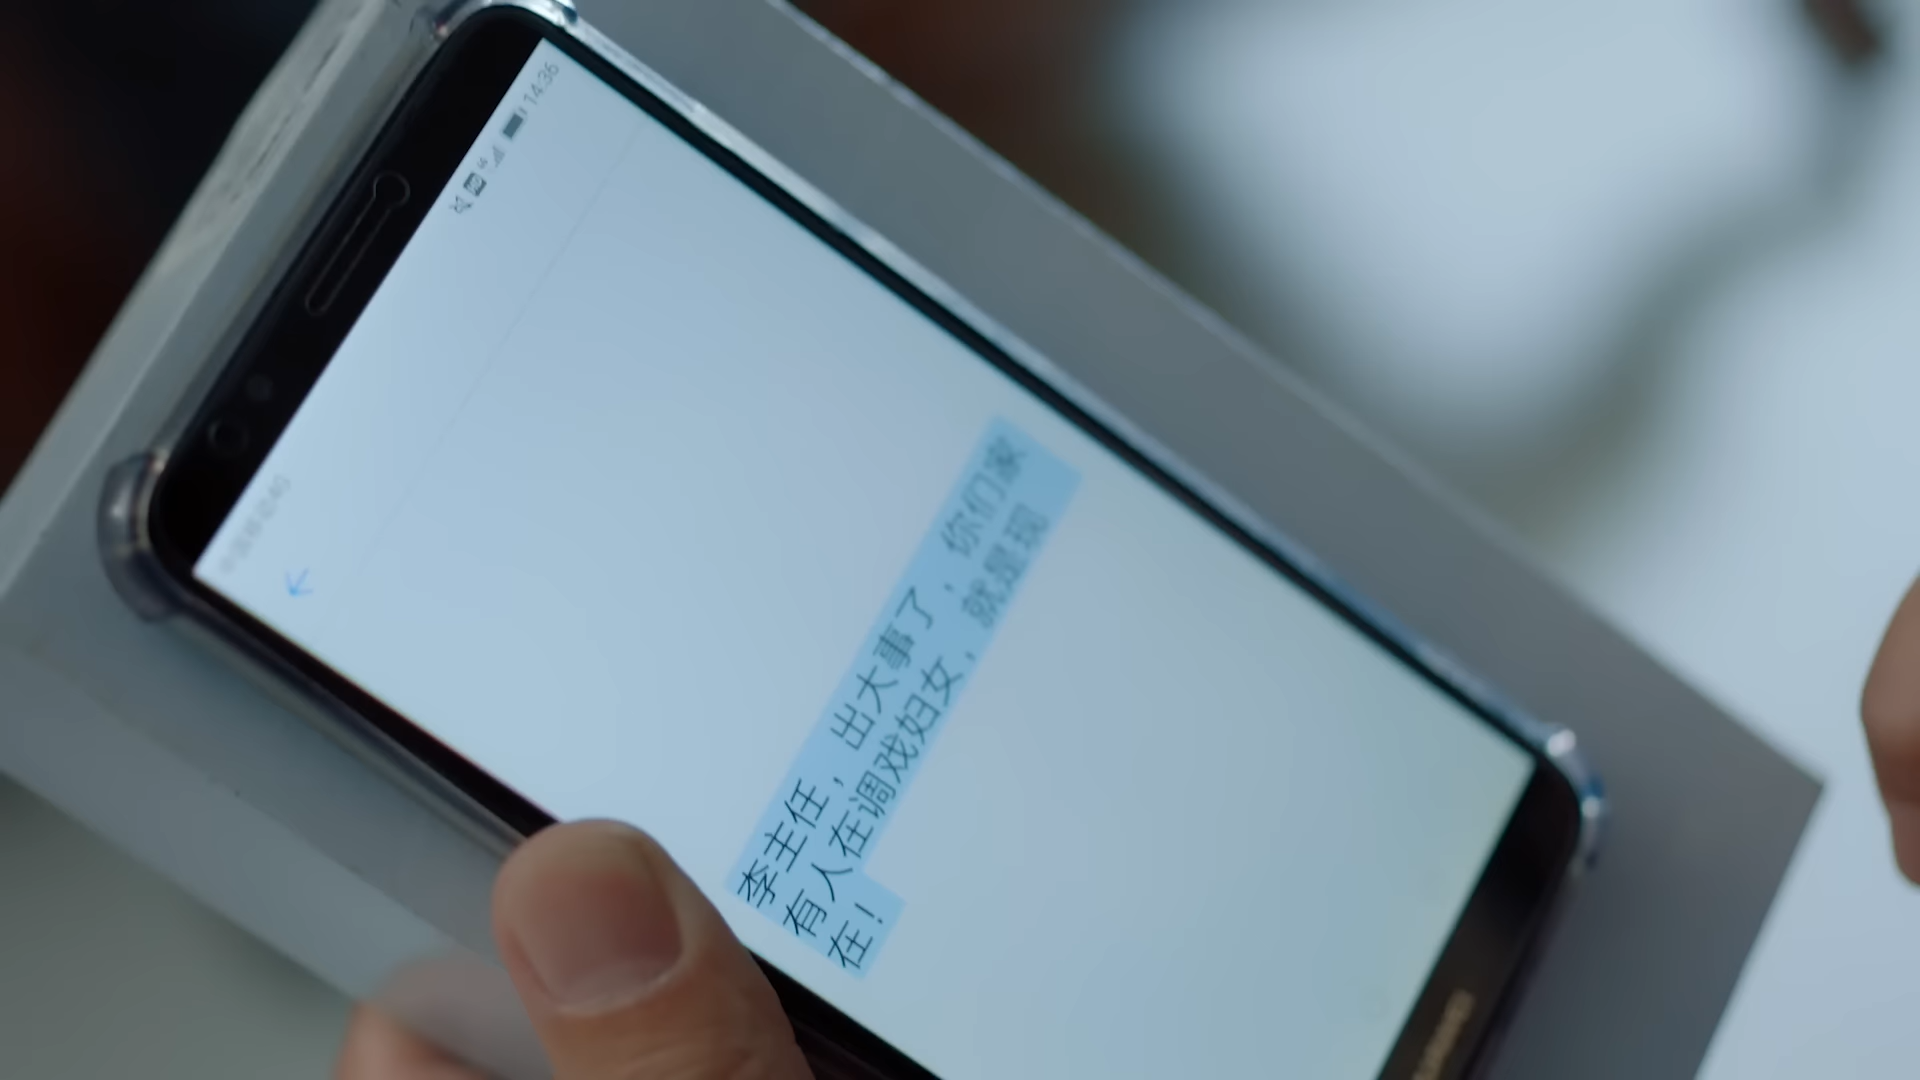 14:36
李主任，出大事了，你们家
有人在调戏妇女，就是现
在！